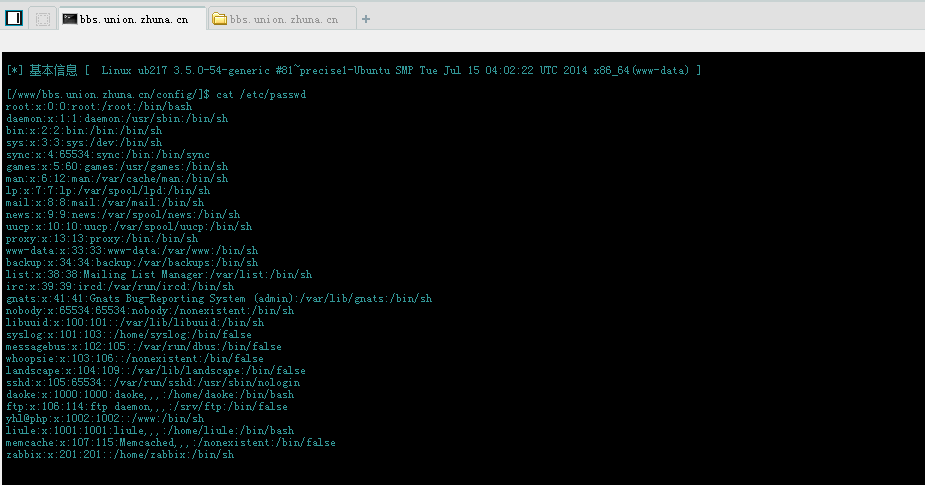 bbs.union.zhuna.cn
bbs.union.zhuna.cn
[*] 基本信息 [  Linux ub217 3.5.0-54-generic #81~precise1-Ubuntu SMP Tue Jul 15 04:02:22 UTC 2014 x86_64(www-data) ]
[/www/bbs.union.zhuna.cn/config/]$ cat /etc/passwd
root:x:0:0:root:/root:/bin/bash
daemon:x:1:1:daemon:/usr/sbin:/bin/sh
bin:x:2:2:bin:/bin:/bin/sh
sys:x:3:3:sys:/dev:/bin/sh
sync:x:4:65534:sync:/bin:/bin/sync
games:x:5:60:games:/usr/games:/bin/sh
man:x:6:12:man:/var/cache/man:/bin/sh
lp:x:7:7:lp:/var/spool/lpd:/bin/sh
mail:x:8:8:mail:/var/mail:/bin/sh
news:x:9:9:news:/var/spool/news:/bin/sh
uucp:x:10:10:uucp:/var/spool/uucp:/bin/sh
proxy:x:13:13:proxy:/bin:/bin/sh
www-data:x:33:33:www-data:/var/www:/bin/sh
backup:x:34:34:backup:/var/backups:/bin/sh
list:x:38:38:Mailing List Manager:/var/list:/bin/sh
irc:x:39:39:ircd:/var/run/ircd:/bin/sh
gnats:x:41:41:Gnats Bug-Reporting System (admin):/var/lib/gnats:/bin/sh
nobody:x:65534:65534:nobody:/nonexistent:/bin/sh
libuuid:x:100:101::/var/lib/libuuid:/bin/sh
syslog:x:101:103::/home/syslog:/bin/false
messagebus:x:102:105::/var/run/dbus:/bin/false
whoopsie:x:103:106::/nonexistent:/bin/false
landscape:x:104:109::/var/lib/landscape:/bin/false
sshd:x:105:65534::/var/run/sshd:/usr/sbin/nologin
daoke:x:1000:1000:daoke,,,:/home/daoke:/bin/bash
ftp:x:106:114:ftp daemon,,,:/srv/ftp:/bin/false
yhl@php:x:1002:1002::/www:/bin/sh
liule:x:1001:1001:liule,,,:/home/liule:/bin/bash
memcache:x:107:115:Memcached,,,:/nonexistent:/bin/false
zabbix:x:201:201::/home/zabbix:/bin/sh